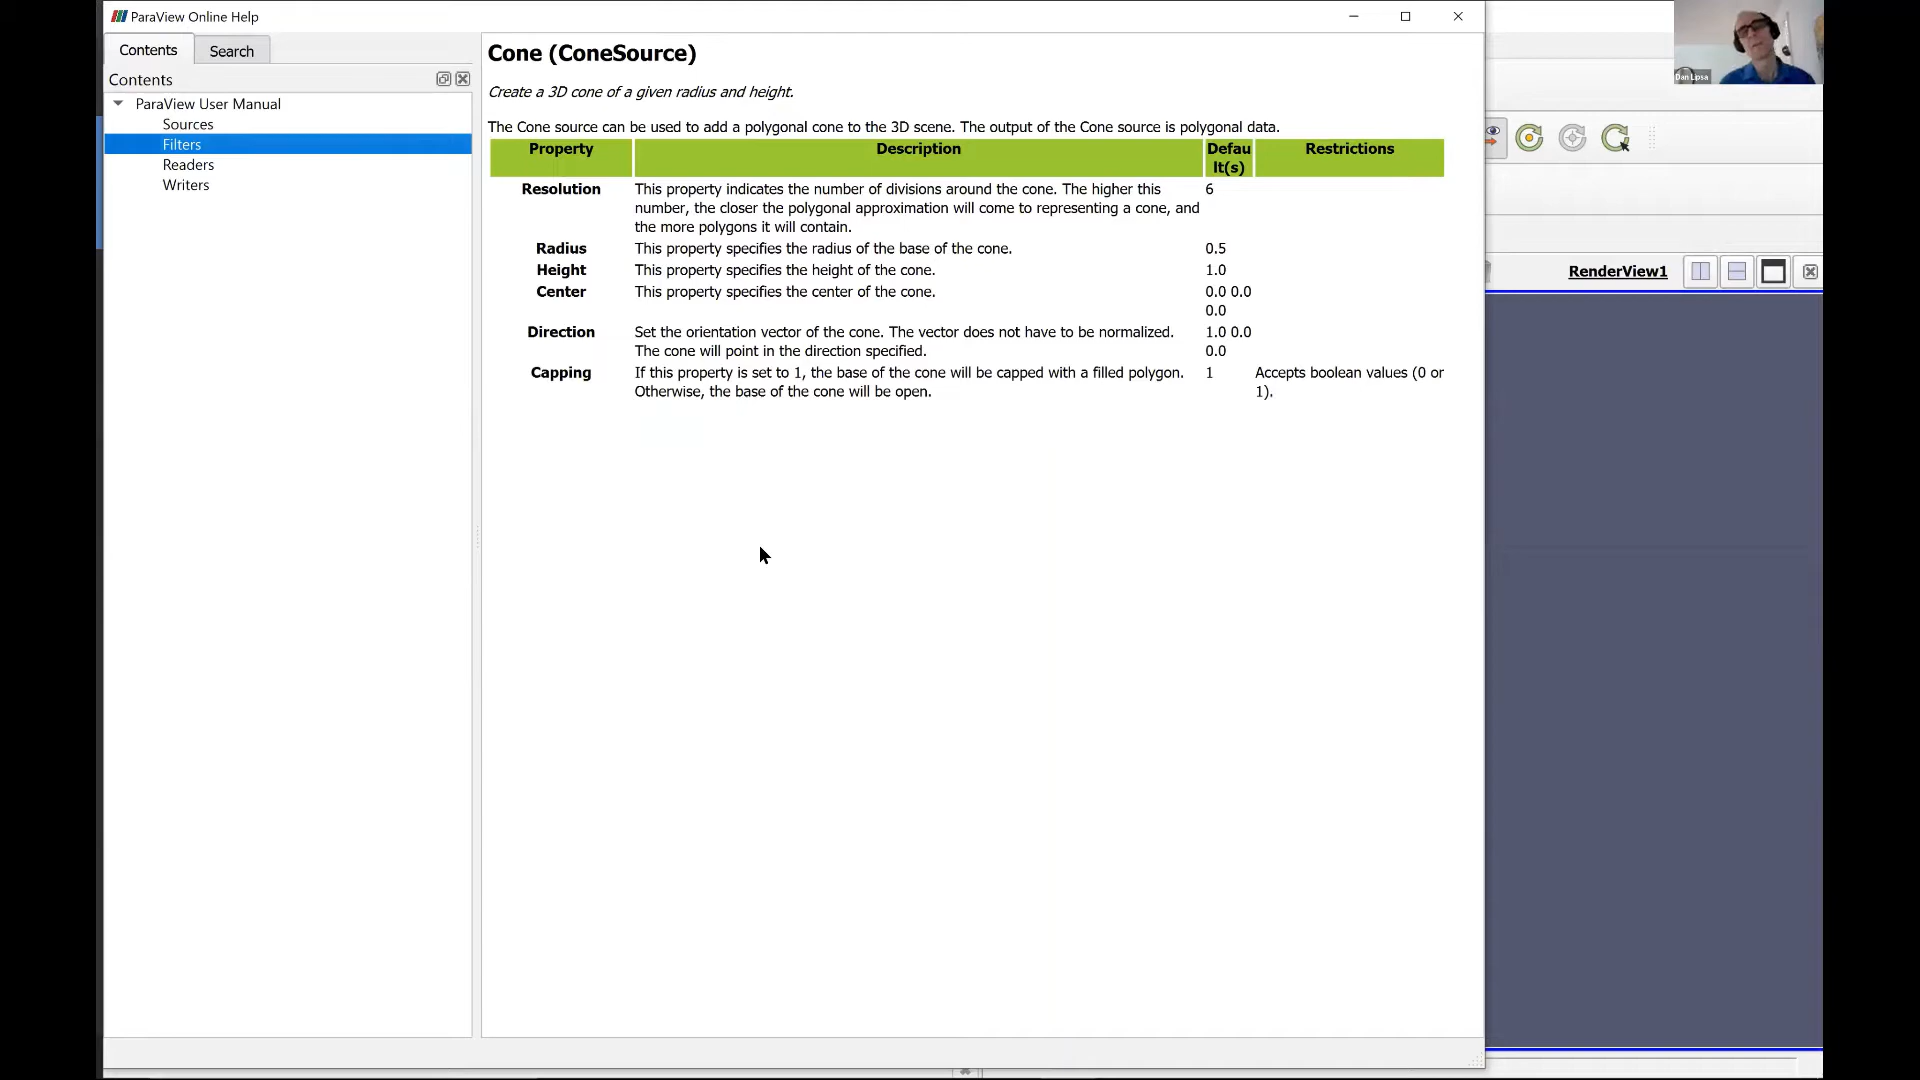 ParaView Online Help
Contents
Search
Contents
ParaView User Manual
Sources
Filters
Readers
Writers
Cone (ConeSource)
Create a 3D cone of a given radius and height.
The Cone source can be used to add a polygonal cone to the 3D scene. The output of the Cone source is polygonal data.
Property Description Defau Restrictions
lt(s)
Resolution This property indicates the number of divisions around the cone. The higher this 6
number, the closer the polygonal approximation will come to representing a cone, and
the more polygons it will contain.
Radius This property specifies the radius of the base of the cone. 0.5
Height This property specifies the height of the cone. 1.0
Center This property specifies the center of the cone. 0.0 0.0
0.0
Direction Set the orientation vector of the cone. The vector does not have to be normalized. 1.0 0.0
The cone will point in the direction specified. 0.0
Capping If this property is set to 1, the base of the cone will be capped with a filled polygon. 1 Accepts boolean values (0 or
Otherwise, the base of the cone will be open. 1).
Dan Lipsa
RenderView1